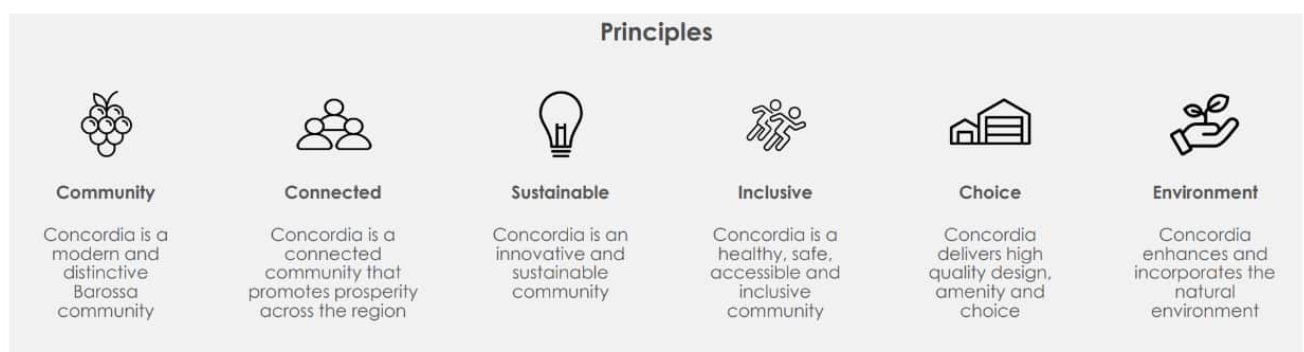 Principles
Community
Concordia is a
modern and
distinctive
Barossa
community
Connected
Concordia is a
connected
community that
promotes prosperity
across the region
Sustainable
Concordia is an
innovative and
sustainable
community
Inclusive
Concordia is a
healthy, safe,
accessible and
inclusive
community
Choice
Concordia
delivers high
quality design,
amenity and
choice
Environment
Concordia
enhances and
incorporates the
natural
environment